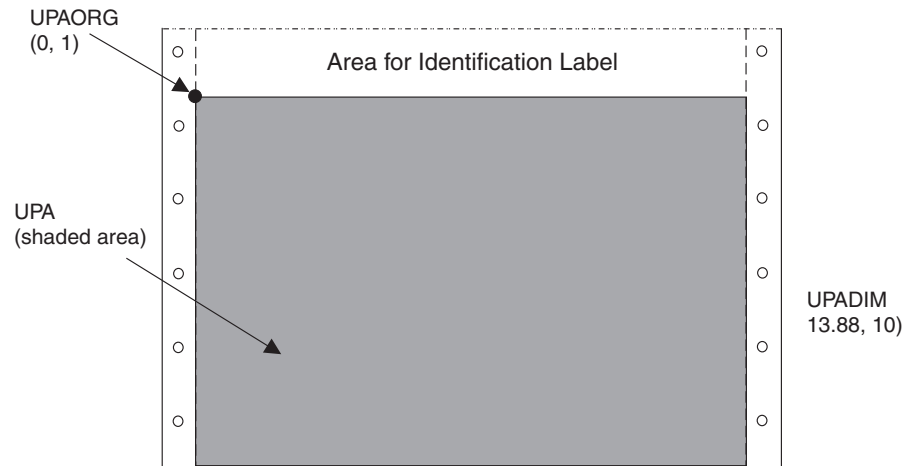 UPAORG
(0, 1)
Area for Identification Label
UPA
(shaded area)
UPADIM
13.88, 10)